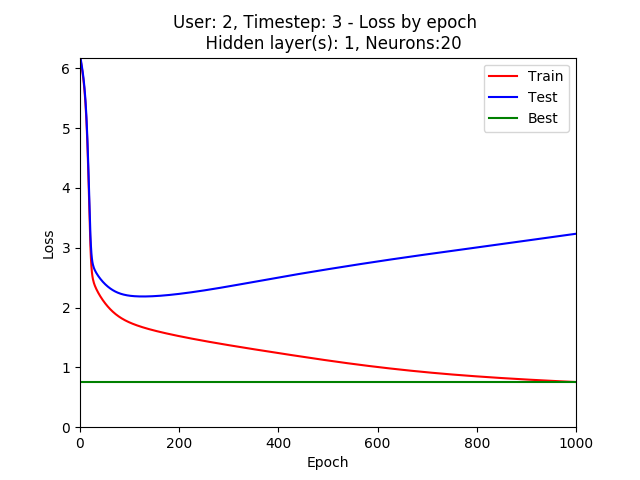 User: 2, Timestep: 3 - Loss by epoch
Hidden layer(s): 1, Neurons:20
Train
Test
Best
Loss
6
5
4
3
2
1
0
0 200 400 600 800 1000
Epoch